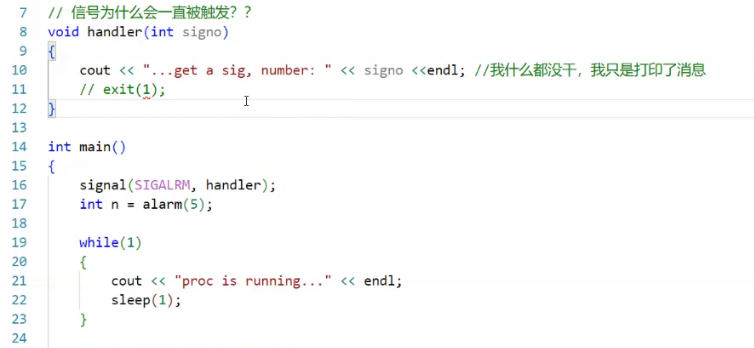 7 // 信号为什么会一直被触发？？
8 void handler(int signo)
9 {
10 cout << "...get a sig, number: " << signo <<endl; //我什么都没干，我只是打印了消息
11 // exit(1);
12 }
13
14 int main()
15 {
16 signal(SIGALRM, handler);
17 int n = alarm(5);
18
19 while(1)
20 {
21 cout << "proc is running..." << endl;
22 sleep(1);
23 }
24